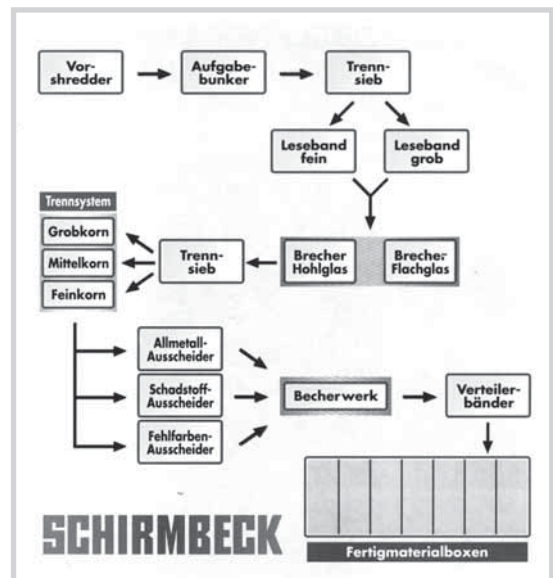 Vor-
shredder
Aufgabe-
bunker
Trenn-
sieb
Leseband
fein
Leseband
grob
Trennsystem
Grobkorn
Mittelkorn
Feinkorn
Trenn-
sieb
Brecher
Hohlglas
Brecher
Flachglas
Allmetall-
Ausscheider
Schadstoff-
Ausscheider
Fehlfarben-
Ausscheider
Becherwerk
Verteiler-
bänder
SCHIRMBECK
Fertigmaterialboxen